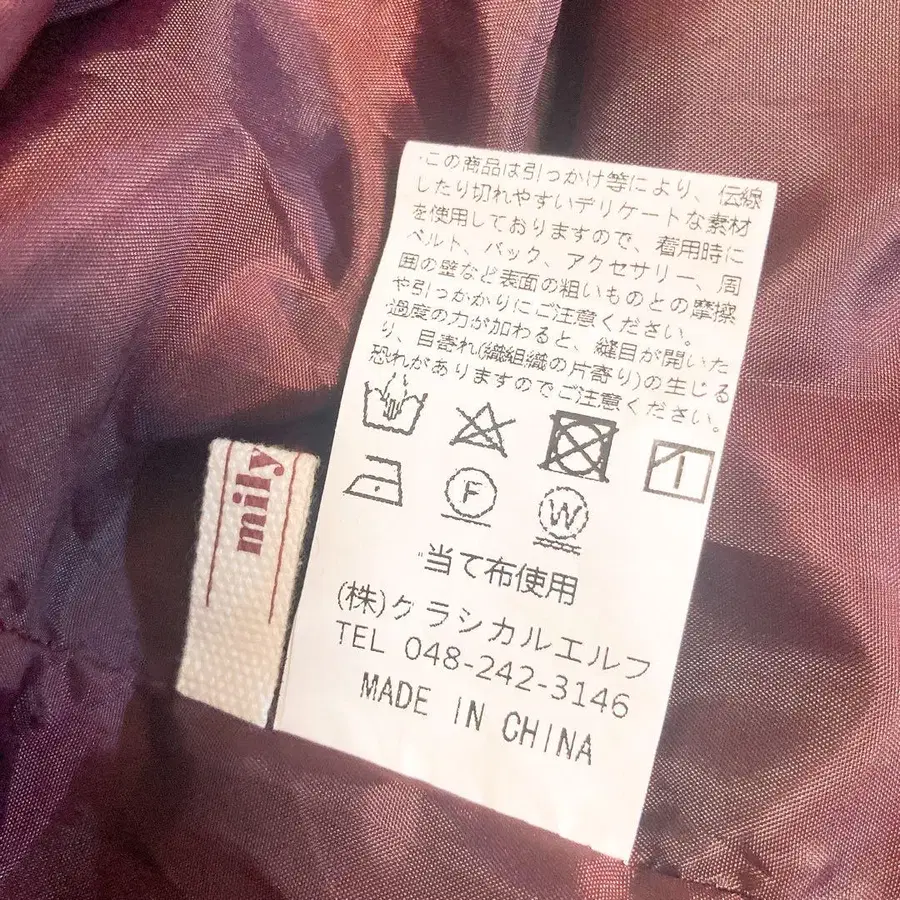 ・この商品は引っかけ等により、伝線
したり切れやすいデリケートな素材
を使用しておりますので、着用時に
ベルト、バック、アクセサリー、周
囲の壁など表面の粗いものとの摩擦
や引っかかりにご注意ください。
・過度の力が加わると、縫目が開いた
り、目寄れ(織組織の片寄り)の生じる
恐れがありますのでご注意ください。
F
W
当て布使用
(株)クラシカルエルフ
TEL 048-242-3146
MADE IN CHINA
mily